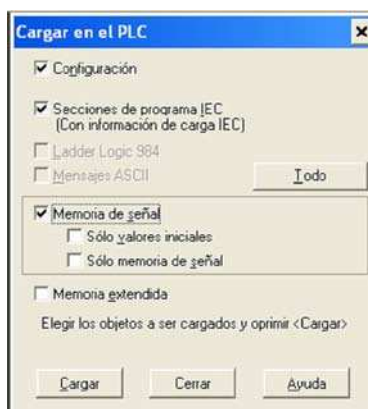 Cargar en el PLC
Configuración
Secciones de programa IEC
(Con información de carga IEC)
Ladder Logic 984
Mensajes ASCII
Todo
Memoria de señal
Sólo valores iniciales
Sólo memoria de señal
Memoria extendida
Elegir los objetos a ser cargados y oprimir <Cargar>
Cargar
Cerrar
Ayuda